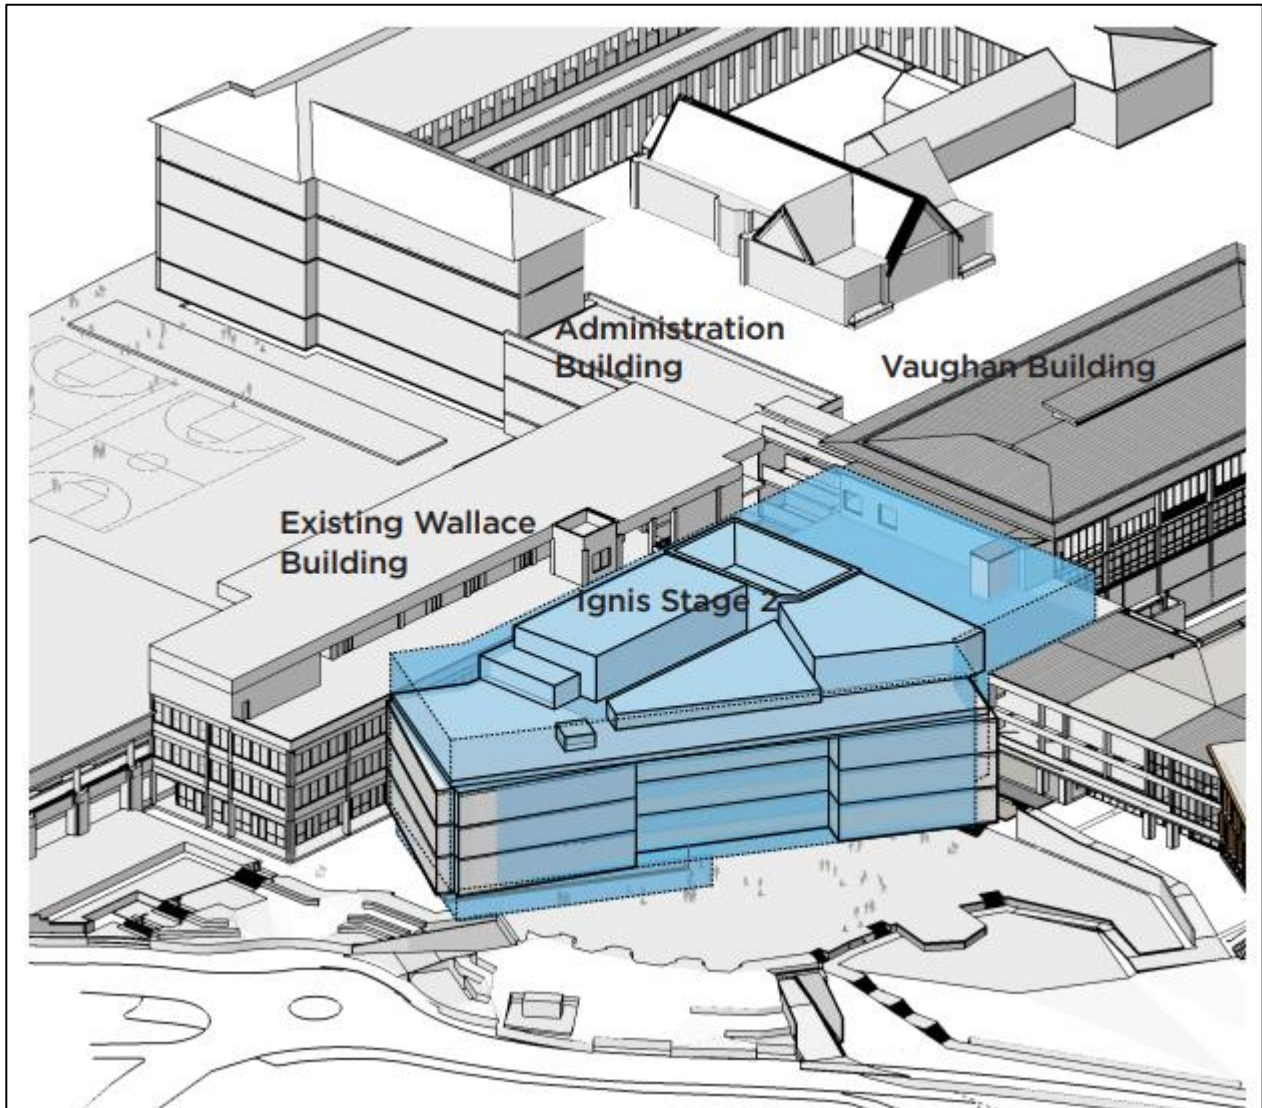 Administration
Building
Vaughan Building
Existing Wallace
Building
Ignis Stage 2